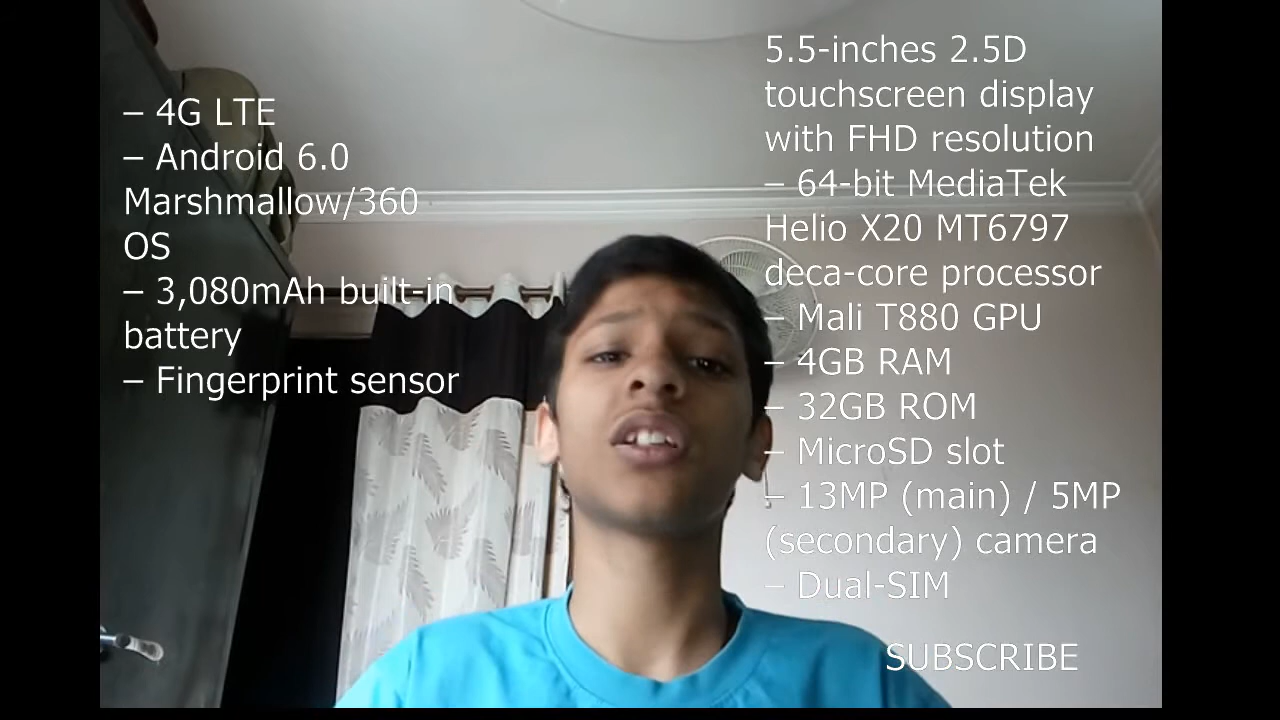 – 4G LTE
– Android 6.0
Marshmallow/360
OS
– 3,080mAh built-in
battery
– Fingerprint sensor
5.5-inches 2.5D
touchscreen display
with FHD resolution
– 64-bit MediaTek
Helio X20 MT6797
deca-core processor
– Mali T880 GPU
– 4GB RAM
– 32GB ROM
– MicroSD slot
– 13MP (main) / 5MP
(secondary) camera
– Dual-SIM
SUBSCRIBE